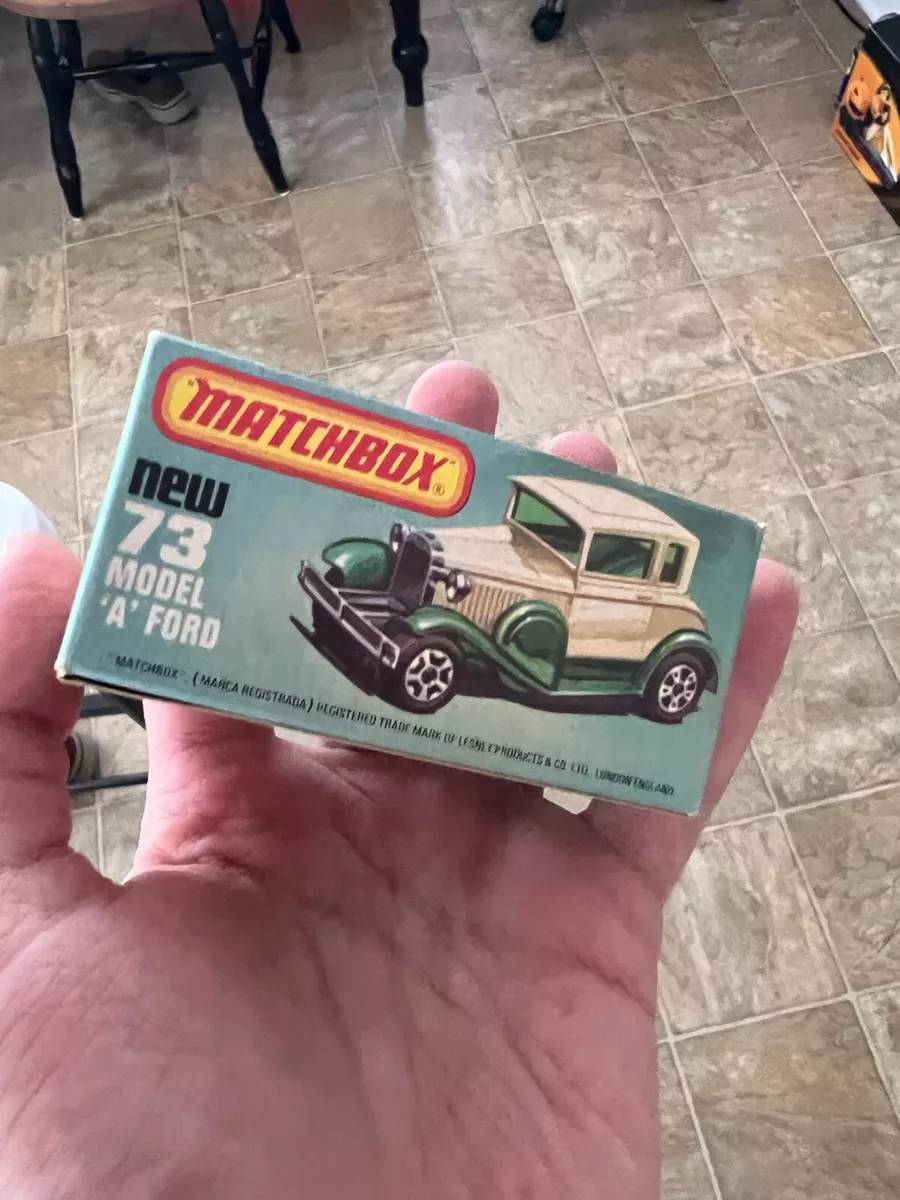 "MATCHBOX"®
new
73
MODEL
'A' FORD
"MATCHBOX". (MARCA REGISTRADA) REGISTERED TRADE MARK OF LESNEY PRODUCTS & CO. LTD. LONDON ENGLAND